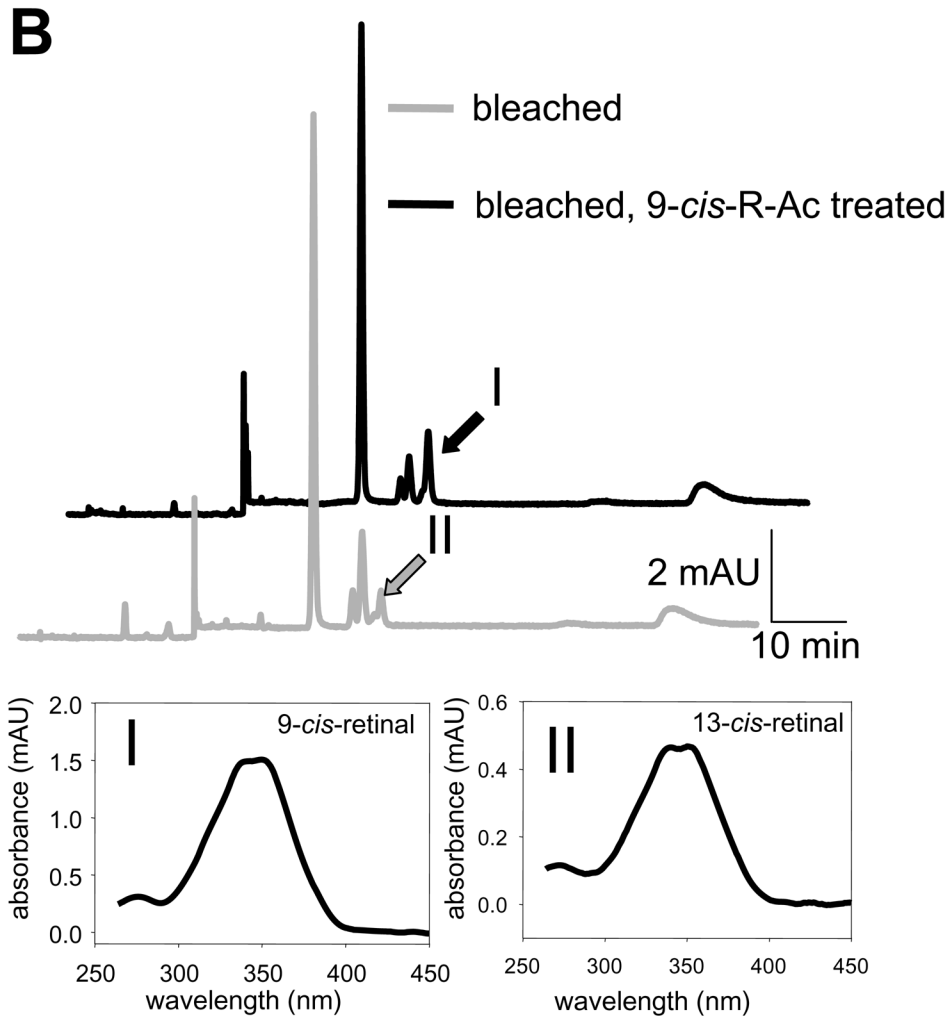 B
bleached
bleached, 9-cis-R-Ac treated
I
II
2 mAU
10 min
absorbance (mAU)
2.0
1.5
1.0
0.5
0.0
I
9-cis-retinal
250 300 350 400 450
wavelength (nm)
absorbance (mAU)
0.6
0.4
0.2
0.0
II
13-cis-retinal
250 300 350 400 450
wavelength (nm)